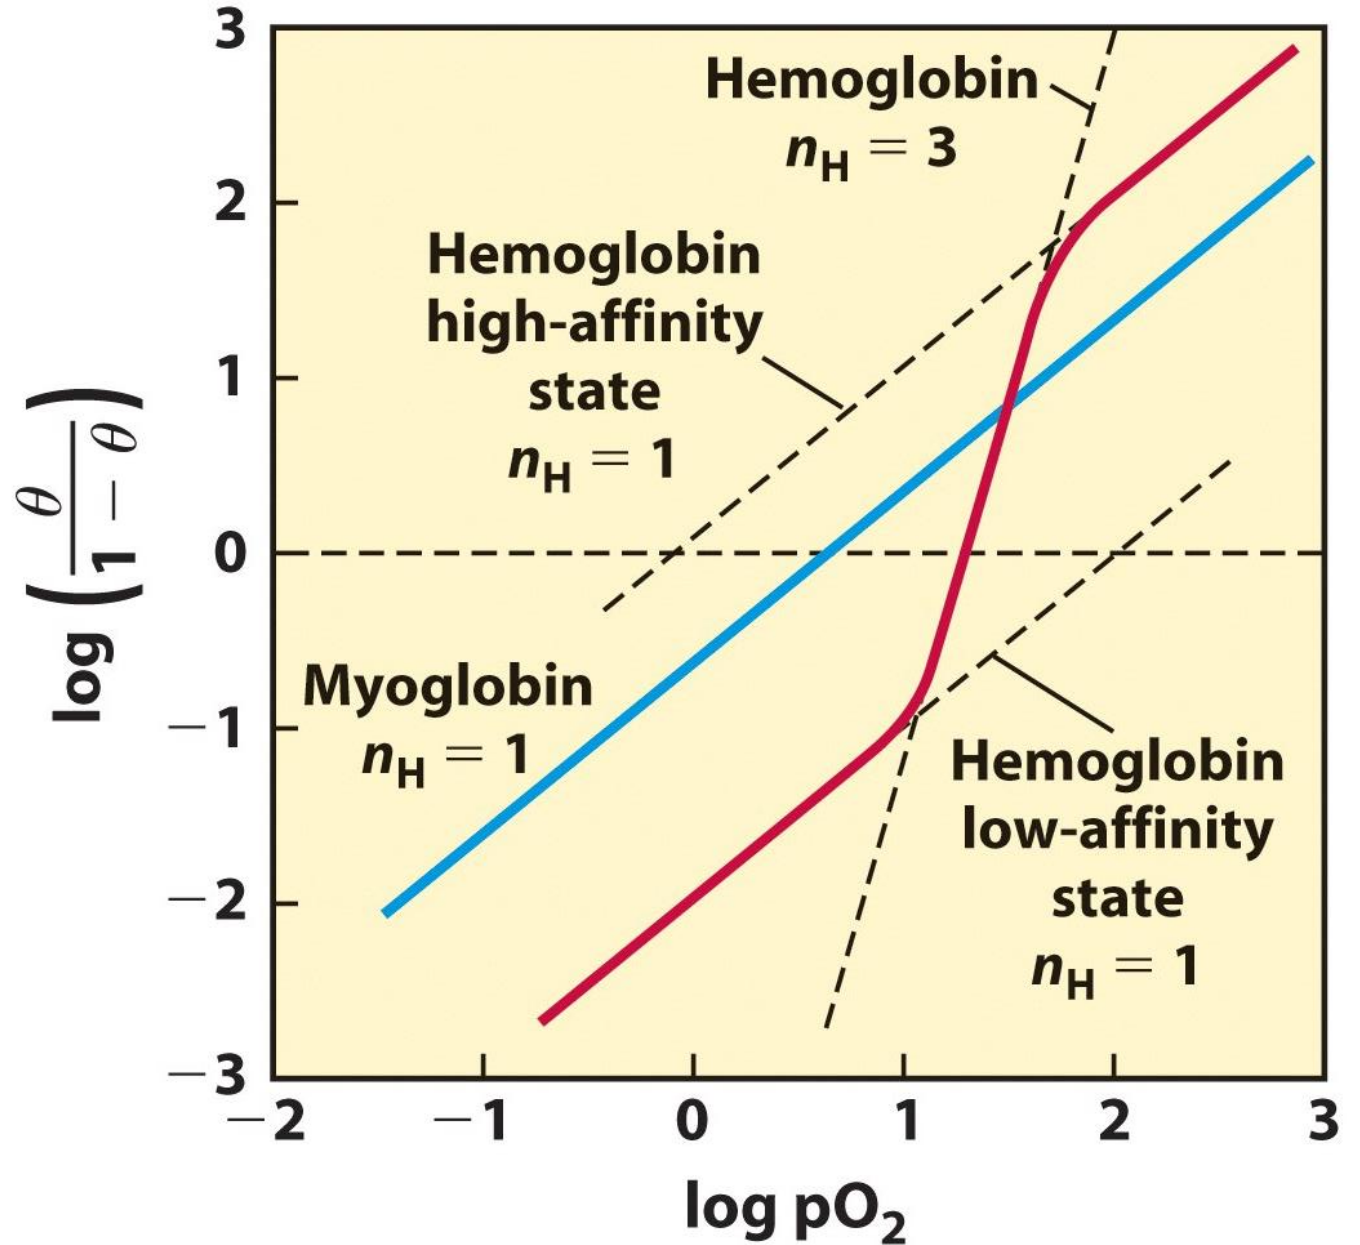 3
2
1
0
−1
−2
−3
log (θ / 1 − θ)
Hemoglobin
nH = 3
Hemoglobin
high-affinity
state
nH = 1
Myoglobin
nH = 1
Hemoglobin
low-affinity
state
nH = 1
−2 −1 0 1 2 3
log pO2